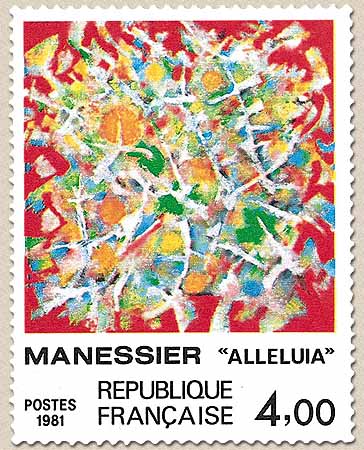 MANESSIER "ALLELUIA"
POSTES 1981
REPUBLIQUE FRANÇAISE
4,00